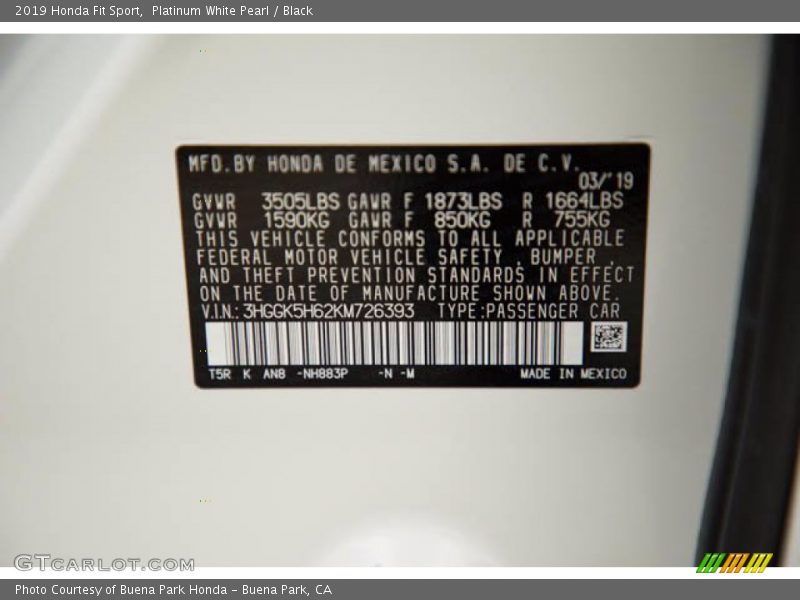 2019 Honda Fit Sport,  Platinum White Pearl / Black
MFD.BY HONDA DE MEXICO S.A. DE C.V.
03/'19
GVWR 3505LBS GAWR F 1873LBS R 1664LBS
GVWR 1590KG GAWR F 850KG R 755KG
THIS VEHICLE CONFORMS TO ALL APPLICABLE
FEDERAL MOTOR VEHICLE SAFETY, BUMPER,
AND THEFT PREVENTION STANDARDS IN EFFECT
ON THE DATE OF MANUFACTURE SHOWN ABOVE.
V.I.N: 3HGGK5H62KM726393 TYPE:PASSENGER CAR
T5R K AN8 -NH883P -N -M MADE IN MEXICO
GTCARLOT.COM
Photo Courtesy of Buena Park Honda - Buena Park, CA